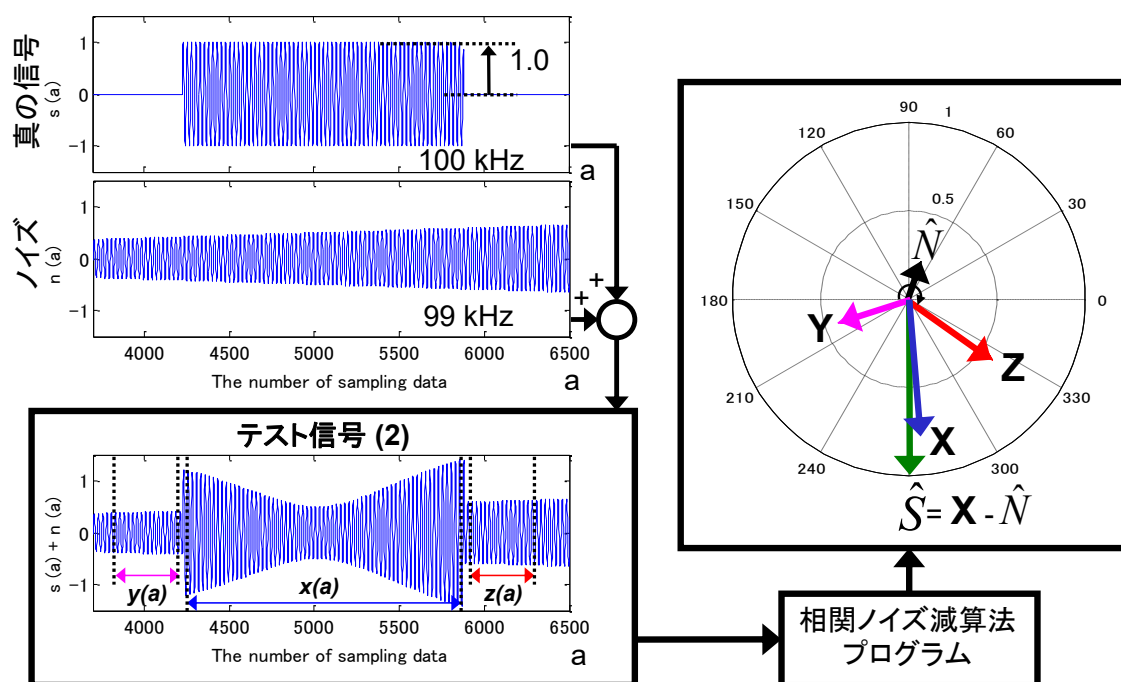 真の信号
s (a)
1
0
−1
1.0
100 kHz
a
ノイズ
n (a)
1
0
−1
99 kHz
+
+
4000 4500 5000 5500 6000 6500
The number of sampling data
a
テスト信号 (2)
s (a) + n (a)
1
0
−1
y(a)
x(a)
z(a)
4000 4500 5000 5500 6000 6500
The number of sampling data
a
相関ノイズ減算法
プログラム
90
1
120
60
150
0.5
30
N̂
180
0
Y
Z
210
330
X
240
300
Ŝ = X - N̂